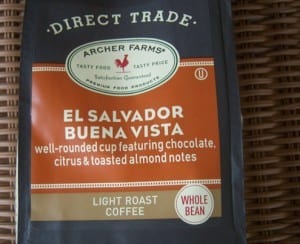 · DIRECT TRADE ·
ARCHER FARMS®
TASTY FOOD TASTY PRICE
Satisfaction Guaranteed
PREMIUM FOOD PRODUCTS
U
EL SALVADOR
BUENA VISTA
well-rounded cup featuring chocolate,
citrus & toasted almond notes
LIGHT ROAST
COFFEE
WHOLE
BEAN